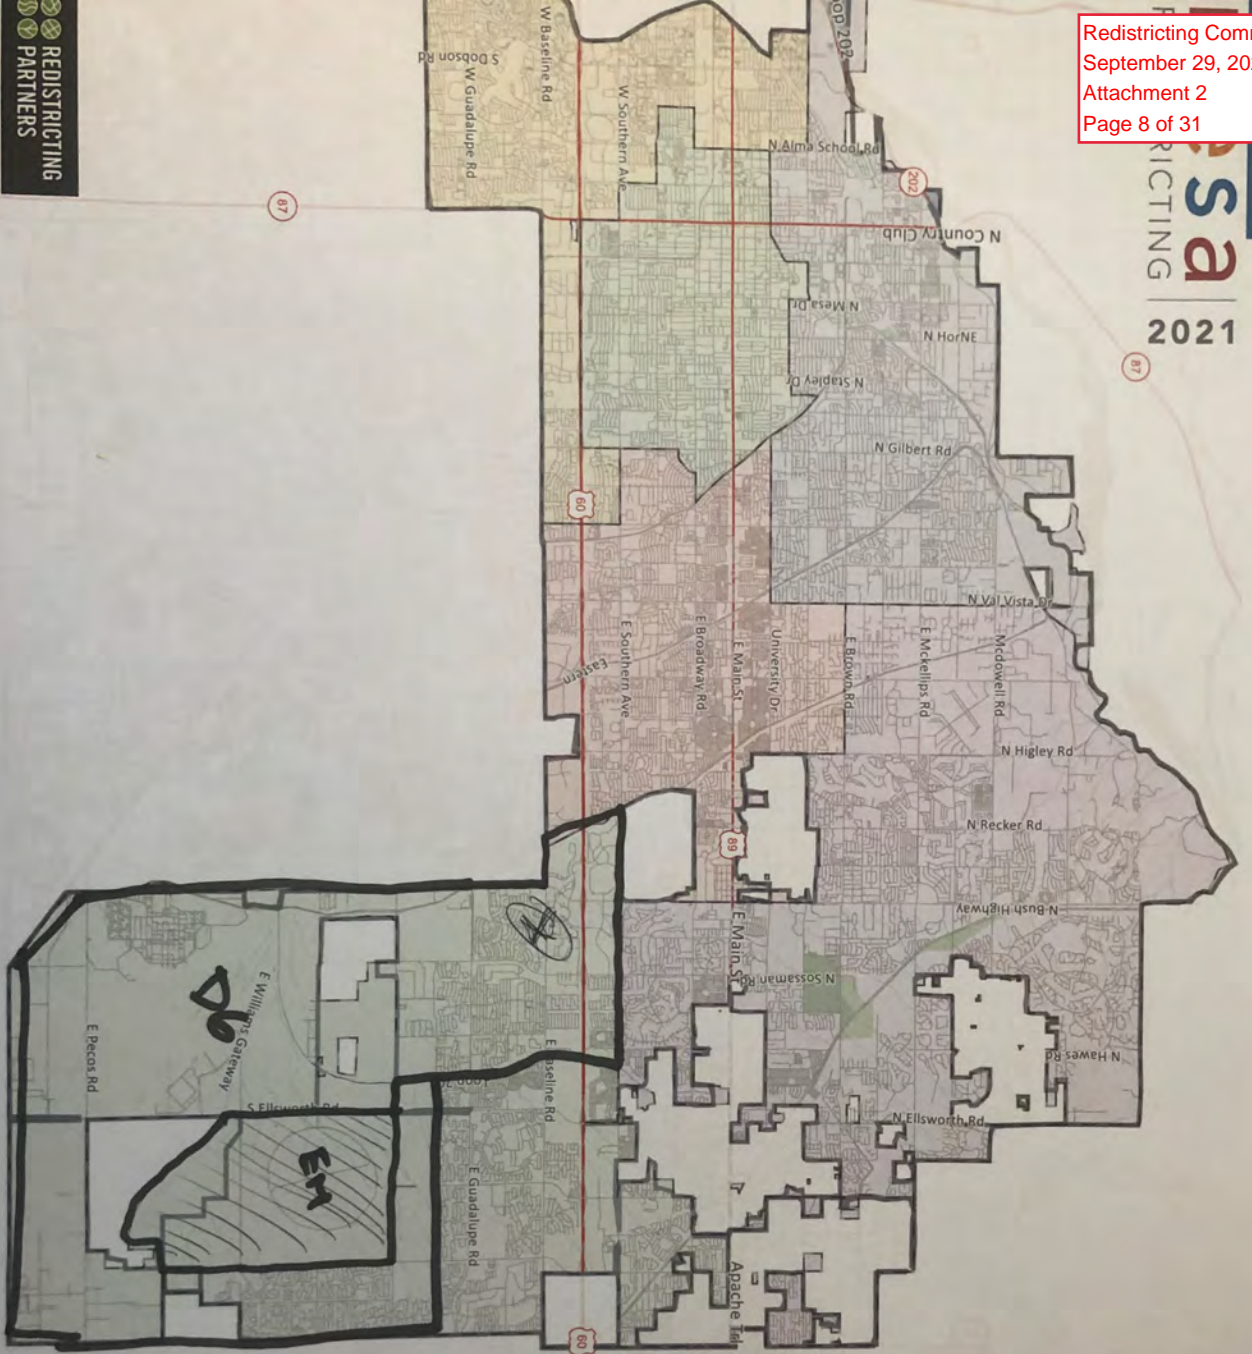 REDISTRICTING
PARTNERS
Redistricting Com
September 29, 20
Attachment 2
Page 8 of 31
esa
RICTING
2021
oop 202
S Dobson Rd
W Baseline Rd
W Guadalupe Rd
W Southern Ave
N Alma School Rd
202
87
N Country Club
N Mesa Dr
N HorNE
87
N Stapley Dr
N Gilbert Rd
60
N Val Vista Dr
E Southern Ave
E Broadway Rd
E Main St
University Dr
E Brown Rd
E Mckellips Rd
Mcdowell Rd
Eastern
N Higley Rd
N Recker Rd
89
N Bush Highway
E Main St
N Sossaman Rd
D6
E Williams Gateway
E Pecos Rd
E Baseline Rd
N Hawes Rd
S Ellsworth Rd
N Ellsworth Rd
EM
E Guadalupe Rd
Apache Trl
60